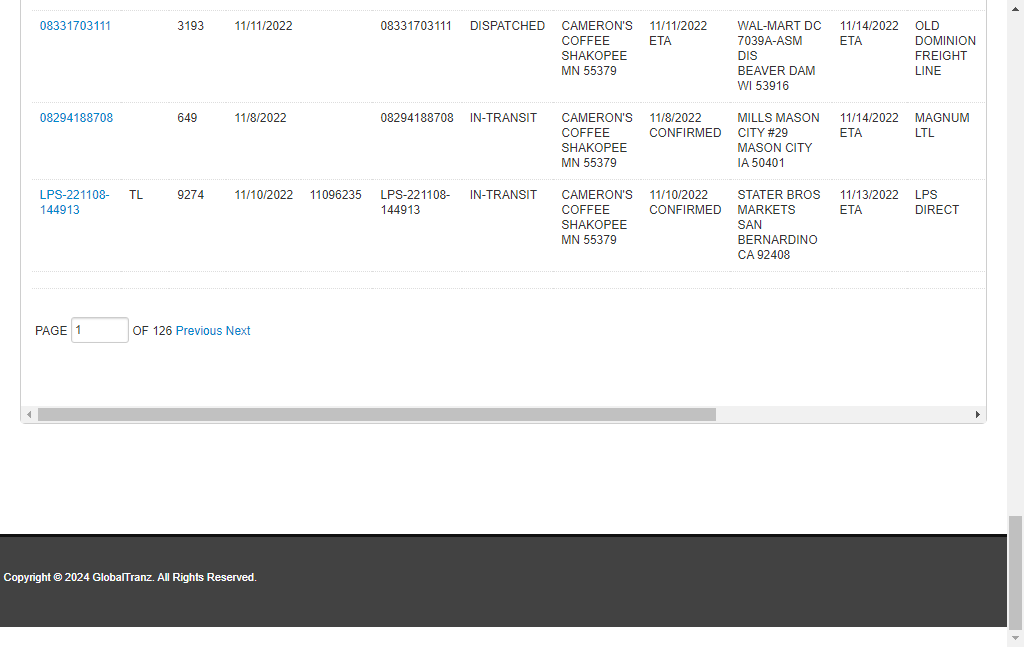 08331703111 3193 11/11/2022 08331703111 DISPATCHED CAMERON'S 11/11/2022 WAL-MART DC 11/14/2022 OLD
COFFEE ETA 7039A-ASM ETA DOMINION
SHAKOPEE DIS FREIGHT
MN 55379 BEAVER DAM LINE
WI 53916
08294188708 649 11/8/2022 08294188708 IN-TRANSIT CAMERON'S 11/8/2022 MILLS MASON 11/14/2022 MAGNUM
COFFEE CONFIRMED CITY #29 ETA LTL
SHAKOPEE MASON CITY
MN 55379 IA 50401
LPS-221108- TL 9274 11/10/2022 11096235 LPS-221108- IN-TRANSIT CAMERON'S 11/10/2022 STATER BROS 11/13/2022 LPS
144913 144913 COFFEE CONFIRMED MARKETS ETA DIRECT
SHAKOPEE SAN
MN 55379 BERNARDINO
CA 92408
PAGE 1 OF 126 Previous Next
Copyright © 2024 GlobalTranz. All Rights Reserved.